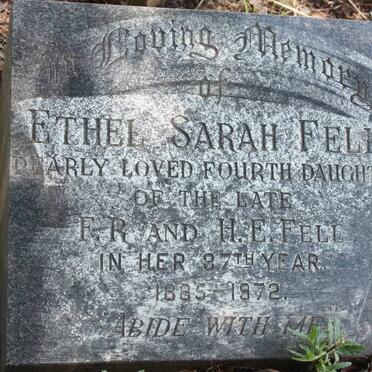 In Loving Memory
of
ETHEL SARAH FELL
DEARLY LOVED FOURTH DAUGHT
OF THE LATE
F.R. AND H.E. FELL
IN HER 87TH YEAR.
1885-1972.
ABIDE WITH ME